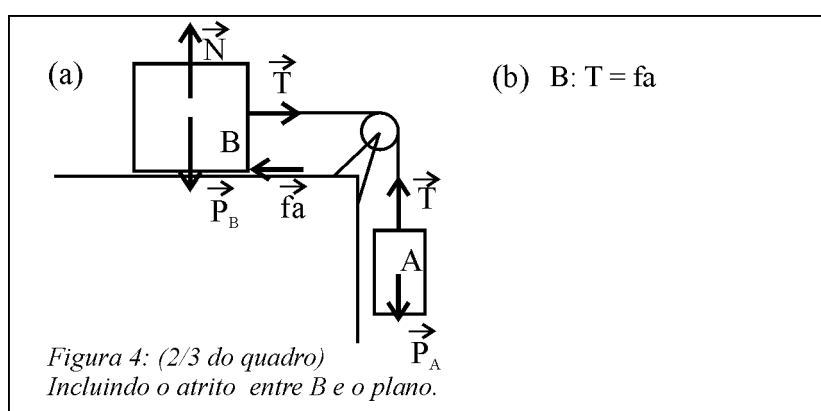 (a)
N
T
B
P_B
fa
T
A
P_A
(b) B: T = fa
Figura 4: (2/3 do quadro)
Incluindo o atrito entre B e o plano.